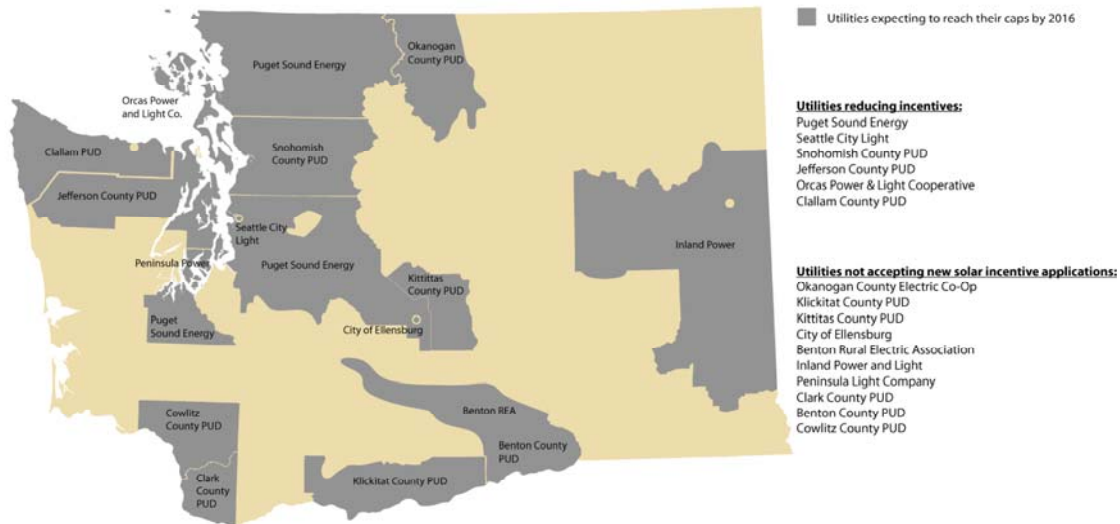 Utilities expecting to reach their caps by 2016
Okanogan
County PUD
Puget Sound Energy
Orcas Power
and Light Co.
Clallam PUD
Snohomish
County PUD
Jefferson County PUD
Seattle City
Light
Inland Power
Peninsula Power
Puget Sound Energy
Kittittas
County PUD
Puget
Sound Energy
City of Ellensburg
Benton REA
Cowlitz
County PUD
Benton County
PUD
Clark
County
PUD
Klickitat County PUD
Utilities reducing incentives:
Puget Sound Energy
Seattle City Light
Snohomish County PUD
Jefferson County PUD
Orcas Power & Light Cooperative
Clallam County PUD
Utilities not accepting new solar incentive applications:
Okanogan County Electric Co-Op
Klickitat County PUD
Kittitas County PUD
City of Ellensburg
Benton Rural Electric Association
Inland Power and Light
Peninsula Light Company
Clark County PUD
Benton County PUD
Cowlitz County PUD